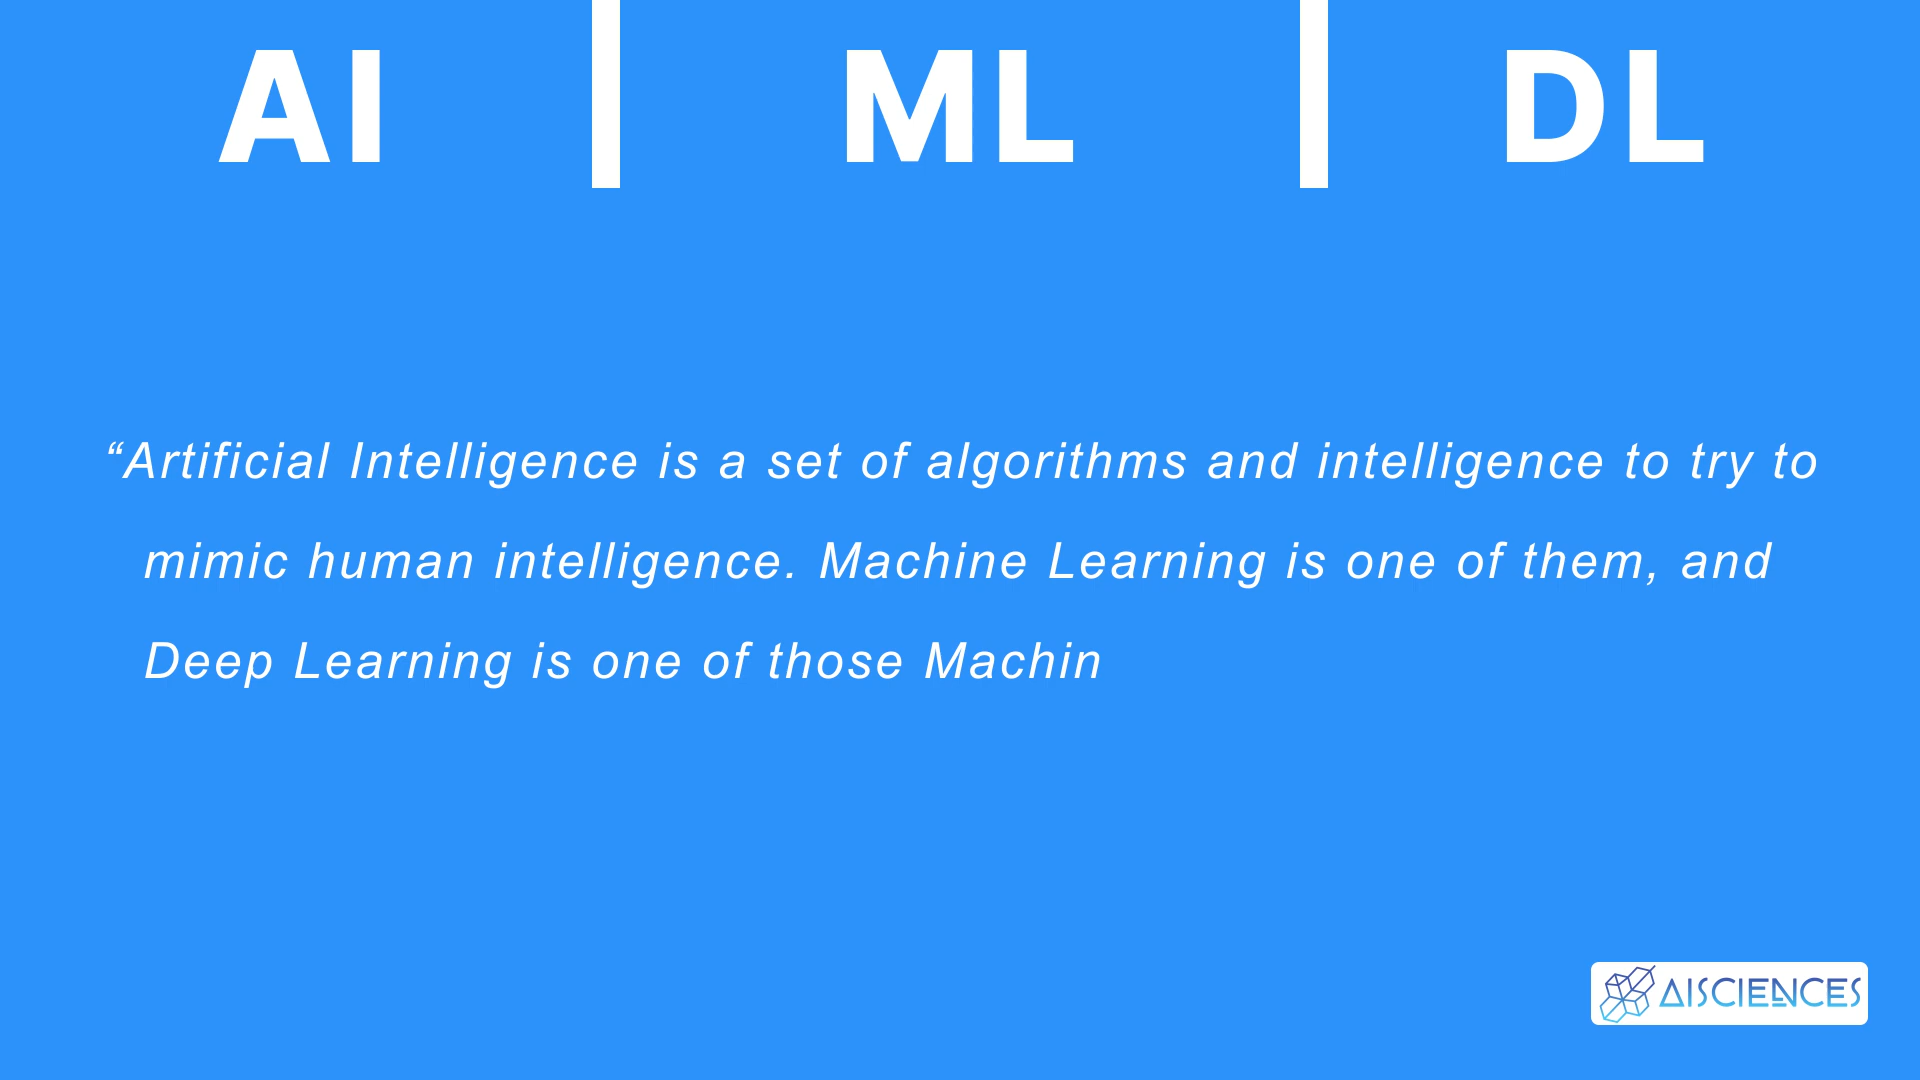 AI | ML | DL
“Artificial Intelligence is a set of algorithms and intelligence to try to
mimic human intelligence. Machine Learning is one of them, and
Deep Learning is one of those Machin
AISCIENCES